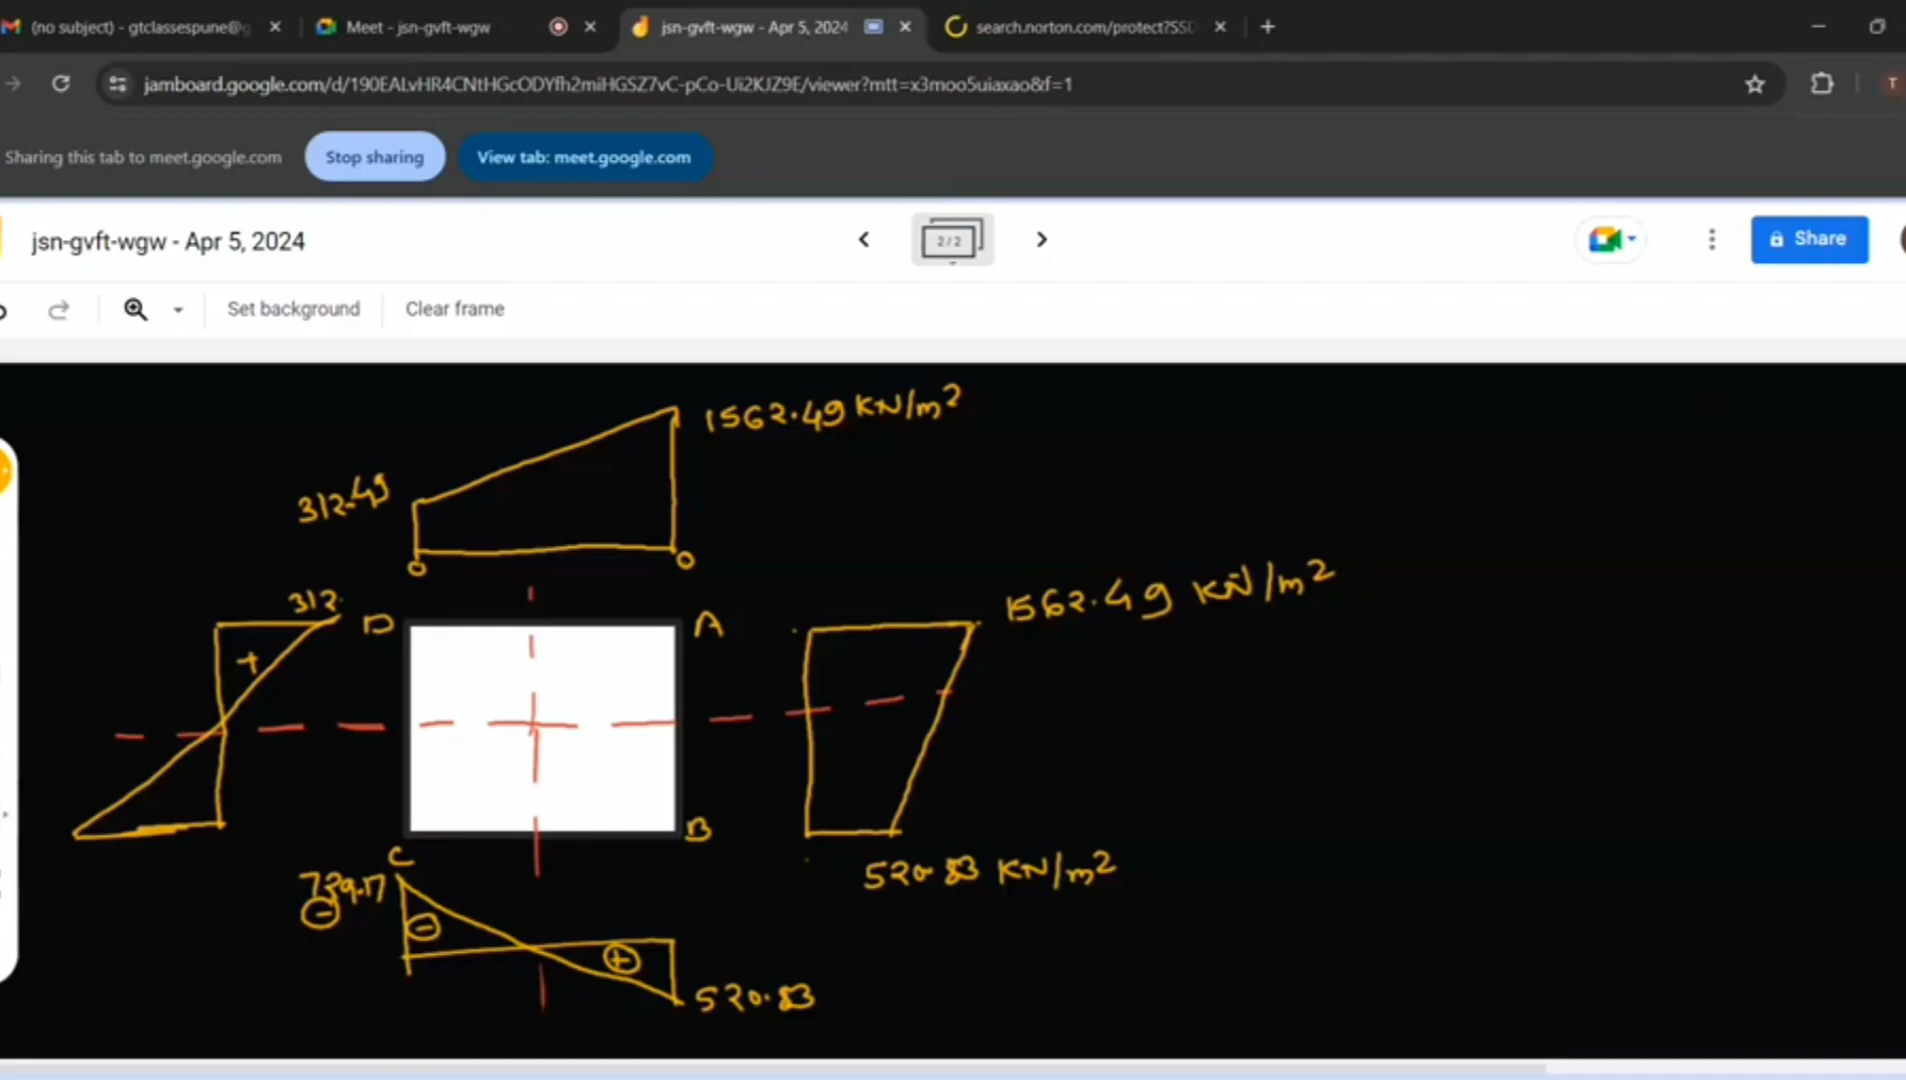 (no subject) - gtclassespune@g
Meet - jsn-gvft-wgw
jsn-gvft-wgw - Apr 5, 2024
search.norton.com/protect?SSD
jamboard.google.com/d/190EALvHR4CNtHGcODYfh2miHGSZ7vC-pCo-Ui2KJZ9E/viewer?mtt=x3moo5uiaxao&f=1
T
Sharing this tab to meet.google.com
Stop sharing
View tab: meet.google.com
jsn-gvft-wgw - Apr 5, 2024
2 / 2
Share
Set background
Clear frame
1562.49 KN/m2
312.49
0
0
312.
D
A
1562.49 KN/m2
+
B
C
520.83 KN/m2
-
+
520.83